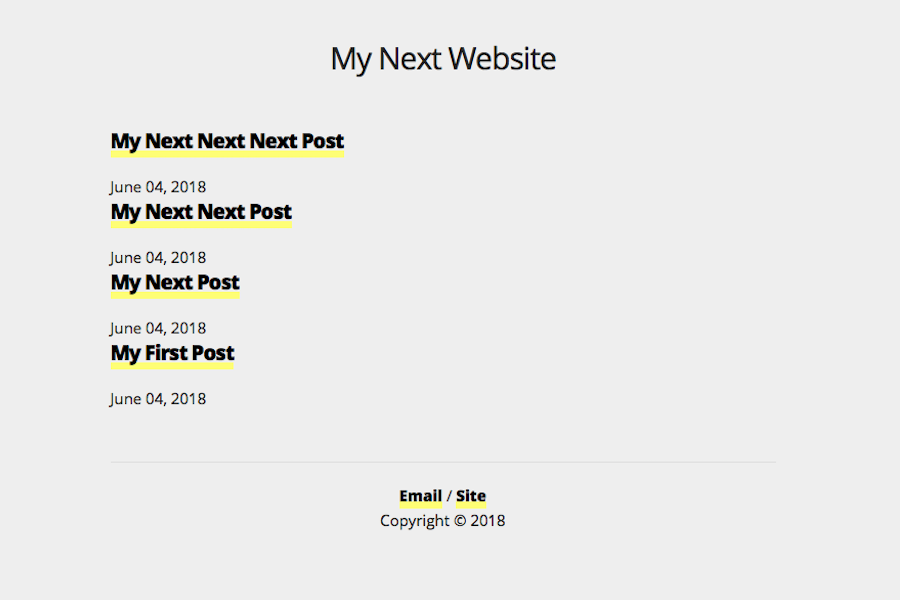 My Next Website
My Next Next Next Post
June 04, 2018
My Next Next Post
June 04, 2018
My Next Post
June 04, 2018
My First Post
June 04, 2018
Email / Site
Copyright © 2018